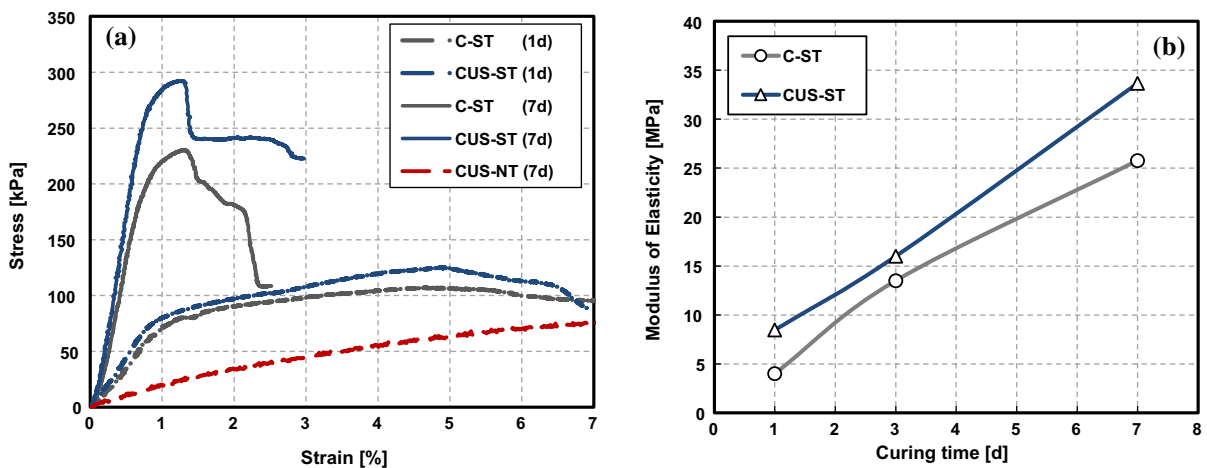 (a)
350
300
250
200
150
100
50
0
Stress [kPa]
C-ST (1d)
CUS-ST (1d)
C-ST (7d)
CUS-ST (7d)
CUS-NT (7d)
0 1 2 3 4 5 6 7
Strain [%]
(b)
40
35
30
25
20
15
10
5
0
Modulus of Elasticity [MPa]
C-ST
CUS-ST
0 1 2 3 4 5 6 7 8
Curing time [d]